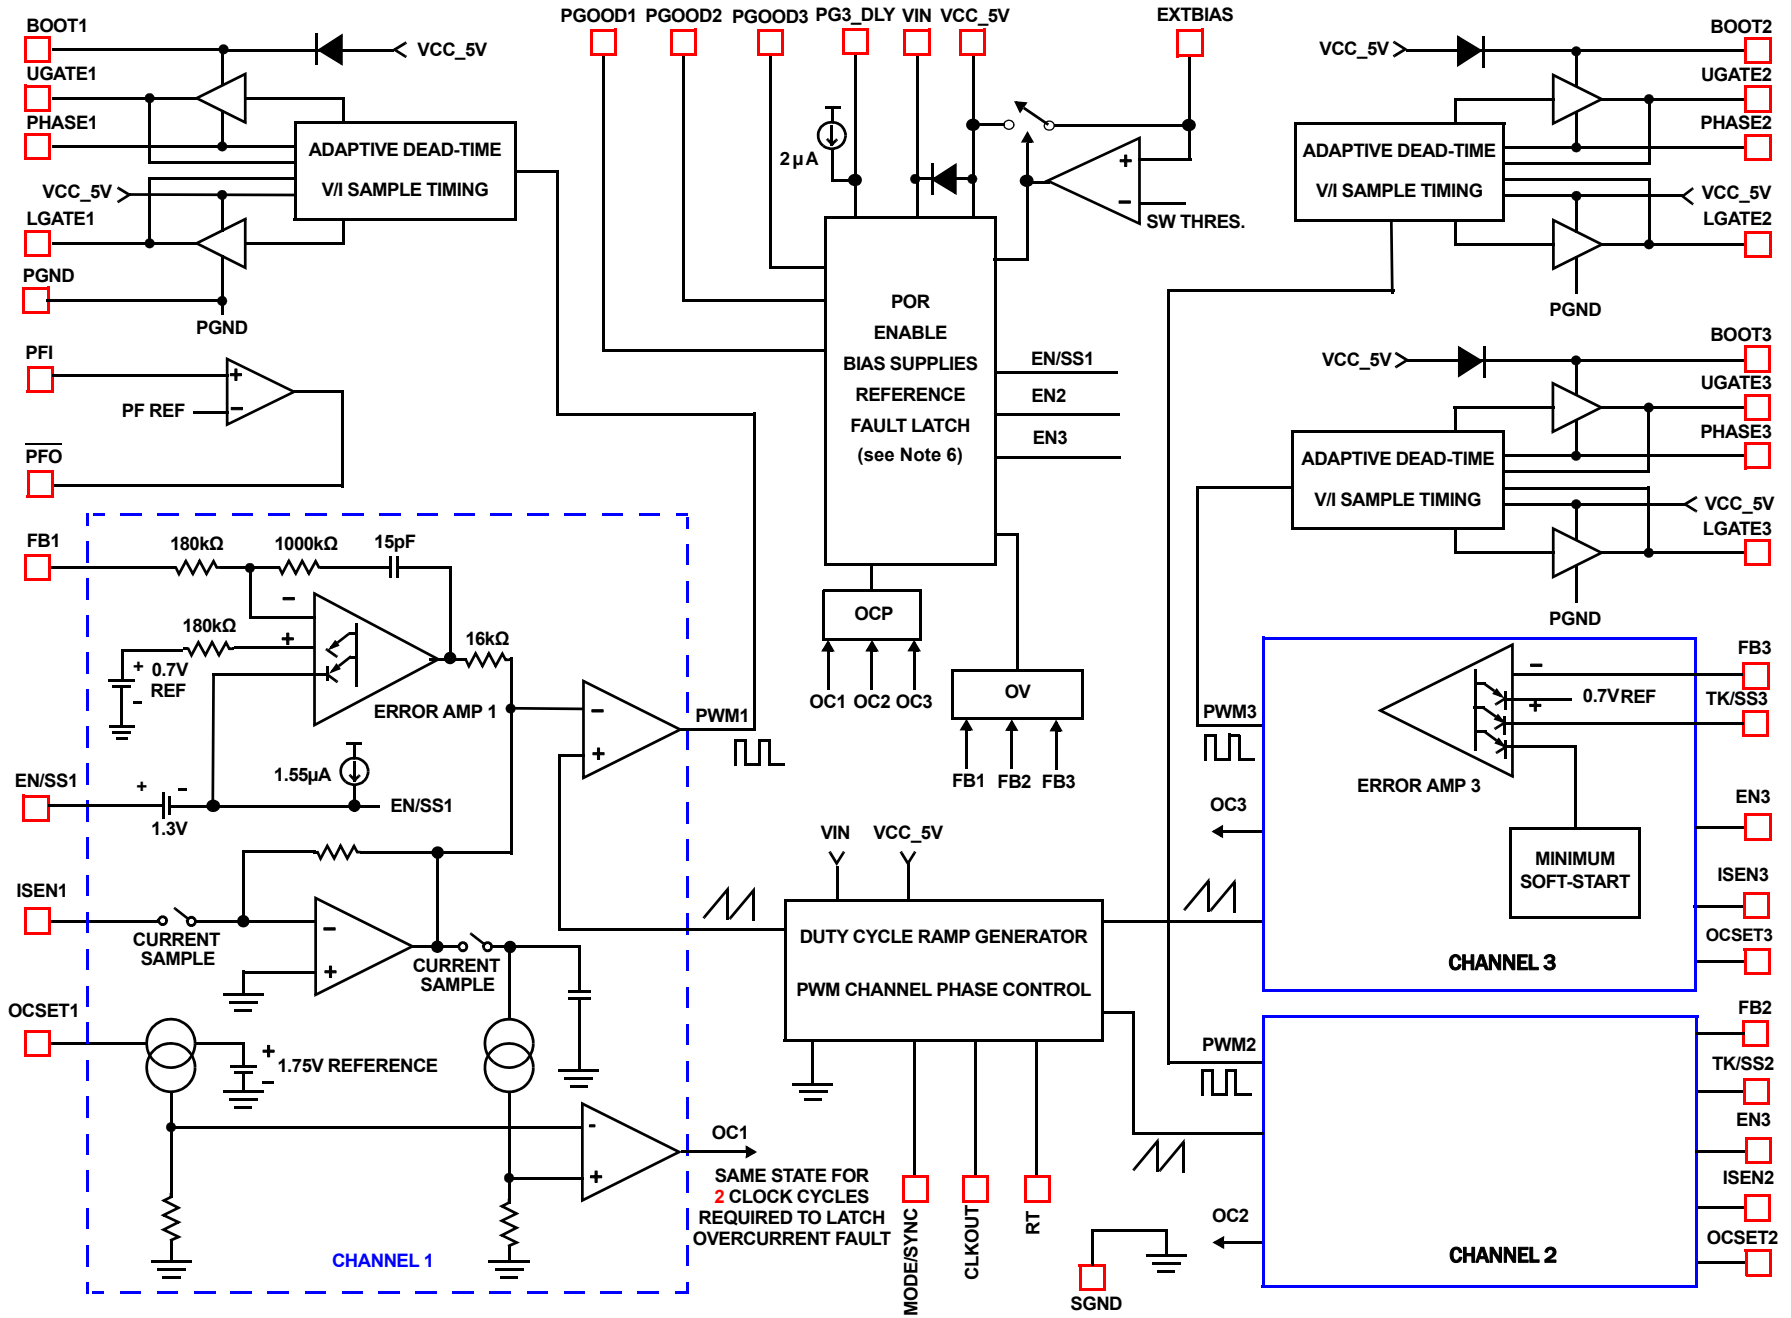 BOOT1
UGATE1
PHASE1
VCC_5V
VCC_5V
LGATE1
PGND
PGND
ADAPTIVE DEAD-TIME
V/I SAMPLE TIMING
PFI
+
PF REF
−
PFO
PGOOD1
PGOOD2
PGOOD3
PG3_DLY
VIN
VCC_5V
EXTBIAS
2µA
+
−
SW THRES.
POR
ENABLE
BIAS SUPPLIES
REFERENCE
FAULT LATCH
(see Note 6)
EN/SS1
EN2
EN3
OCP
OC1
OC2
OC3
OV
FB1
FB2
FB3
VCC_5V
BOOT2
UGATE2
PHASE2
ADAPTIVE DEAD-TIME
V/I SAMPLE TIMING
VCC_5V
LGATE2
PGND
BOOT3
VCC_5V
UGATE3
PHASE3
ADAPTIVE DEAD-TIME
V/I SAMPLE TIMING
VCC_5V
LGATE3
PGND
FB1
180kΩ
1000kΩ
15pF
−
180kΩ
+
16kΩ
+
0.7V
REF
−
ERROR AMP 1
−
+
PWM1
1.55µA
EN/SS1
+
−
1.3V
EN/SS1
ISEN1
CURRENT
SAMPLE
−
+
CURRENT
SAMPLE
OCSET1
+
1.75V REFERENCE
−
-
+
OC1
SAME STATE FOR
2 CLOCK CYCLES
REQUIRED TO LATCH
OVERCURRENT FAULT
CHANNEL 1
VIN
VCC_5V
DUTY CYCLE RAMP GENERATOR
PWM CHANNEL PHASE CONTROL
MODE/SYNC
CLKOUT
RT
SGND
PWM3
OC3
−
0.7V REF
+
ERROR AMP 3
MINIMUM
SOFT-START
CHANNEL 3
FB3
TK/SS3
EN3
ISEN3
OCSET3
PWM2
OC2
CHANNEL 2
FB2
TK/SS2
EN3
ISEN2
OCSET2